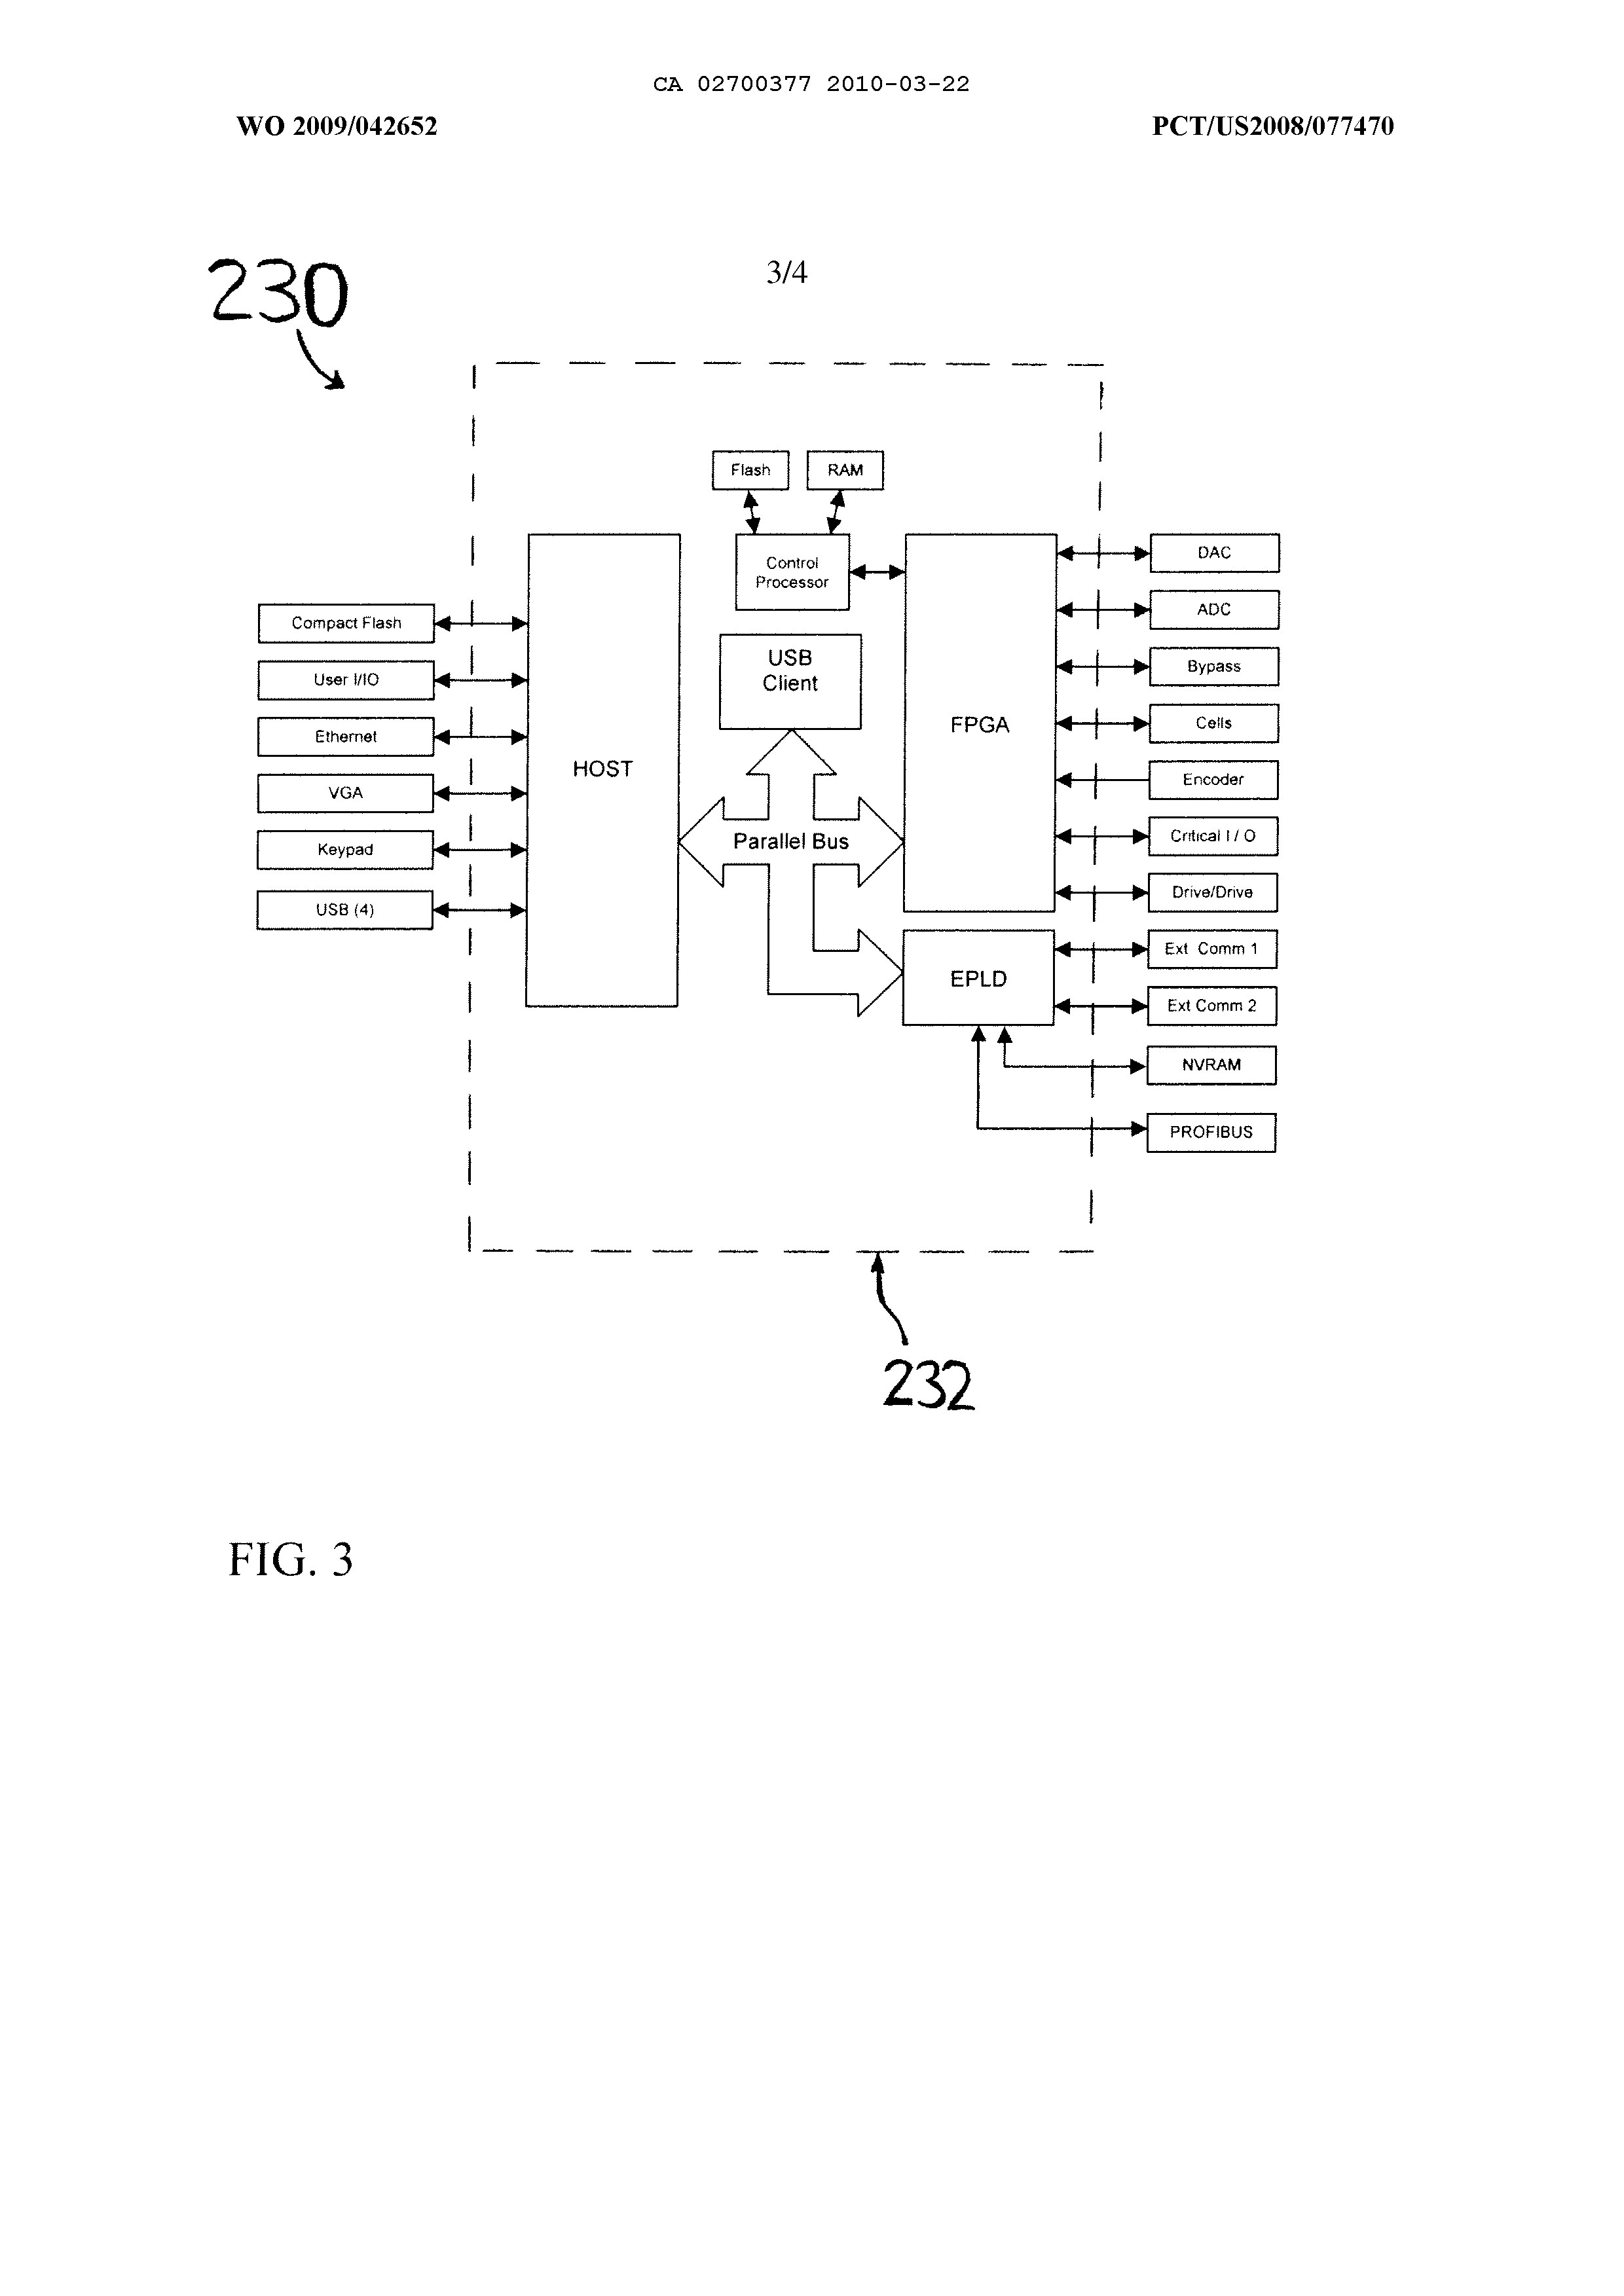 CA 02700377 2010-03-22
WO 2009/042652
PCT/US2008/077470
3/4
230
Flash
RAM
Control
Processor
USB
Client
HOST
Parallel Bus
FPGA
EPLD
Compact Flash
User I/IO
Ethernet
VGA
Keypad
USB (4)
DAC
ADC
Bypass
Cells
Encoder
Critical I / O
Drive/Drive
Ext Comm 1
Ext Comm 2
NVRAM
PROFIBUS
232
FIG. 3